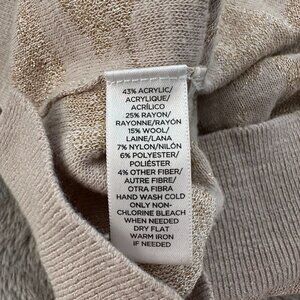 43% ACRYLIC/
ACRYLIQUE/
ACRÍLICO
25% RAYON/
RAYONNE/RAYÓN
15% WOOL/
LAINE/LANA
7% NYLON/NILÓN
6% POLYESTER/
POLIÉSTER
4% OTHER FIBER/
AUTRE FIBRE/
OTRA FIBRA
HAND WASH COLD
ONLY NON-
CHLORINE BLEACH
WHEN NEEDED
DRY FLAT
WARM IRON
IF NEEDED